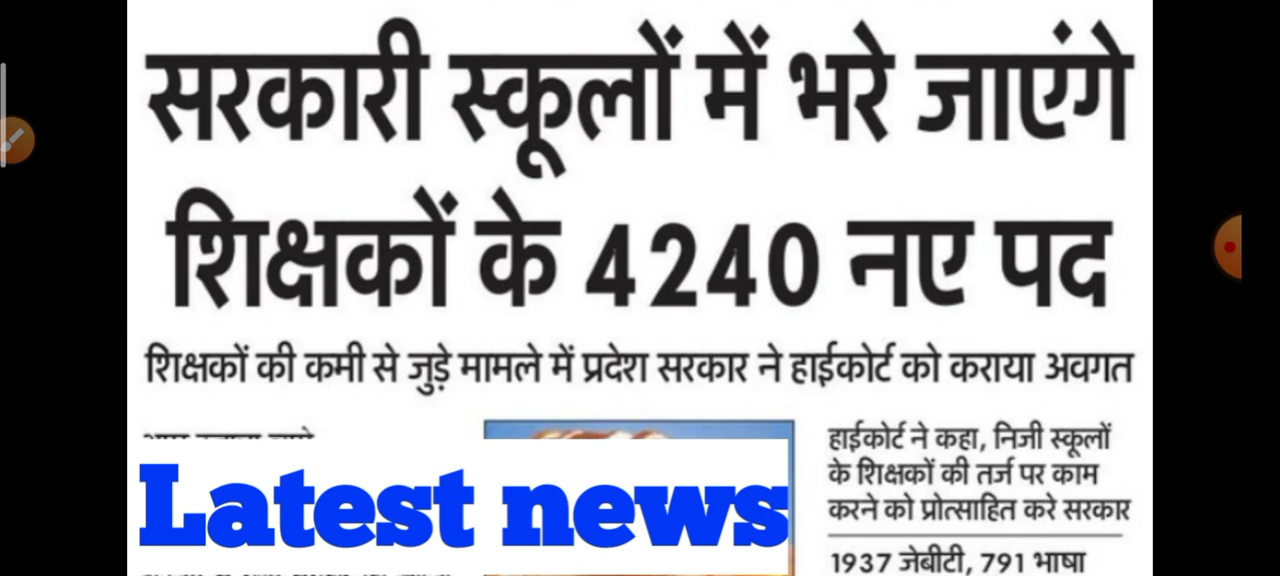 सरकारी स्कूलों में भरे जाएंगे
शिक्षकों के 4240 नए पद
शिक्षकों की कमी से जुड़े मामले में प्रदेश सरकार ने हाईकोर्ट को कराया अवगत
Latest news
हाईकोर्ट ने कहा, निजी स्कूलों
के शिक्षकों की तर्ज पर काम
करने को प्रोत्साहित करे सरकार
1937 जेबीटी, 791 भाषा